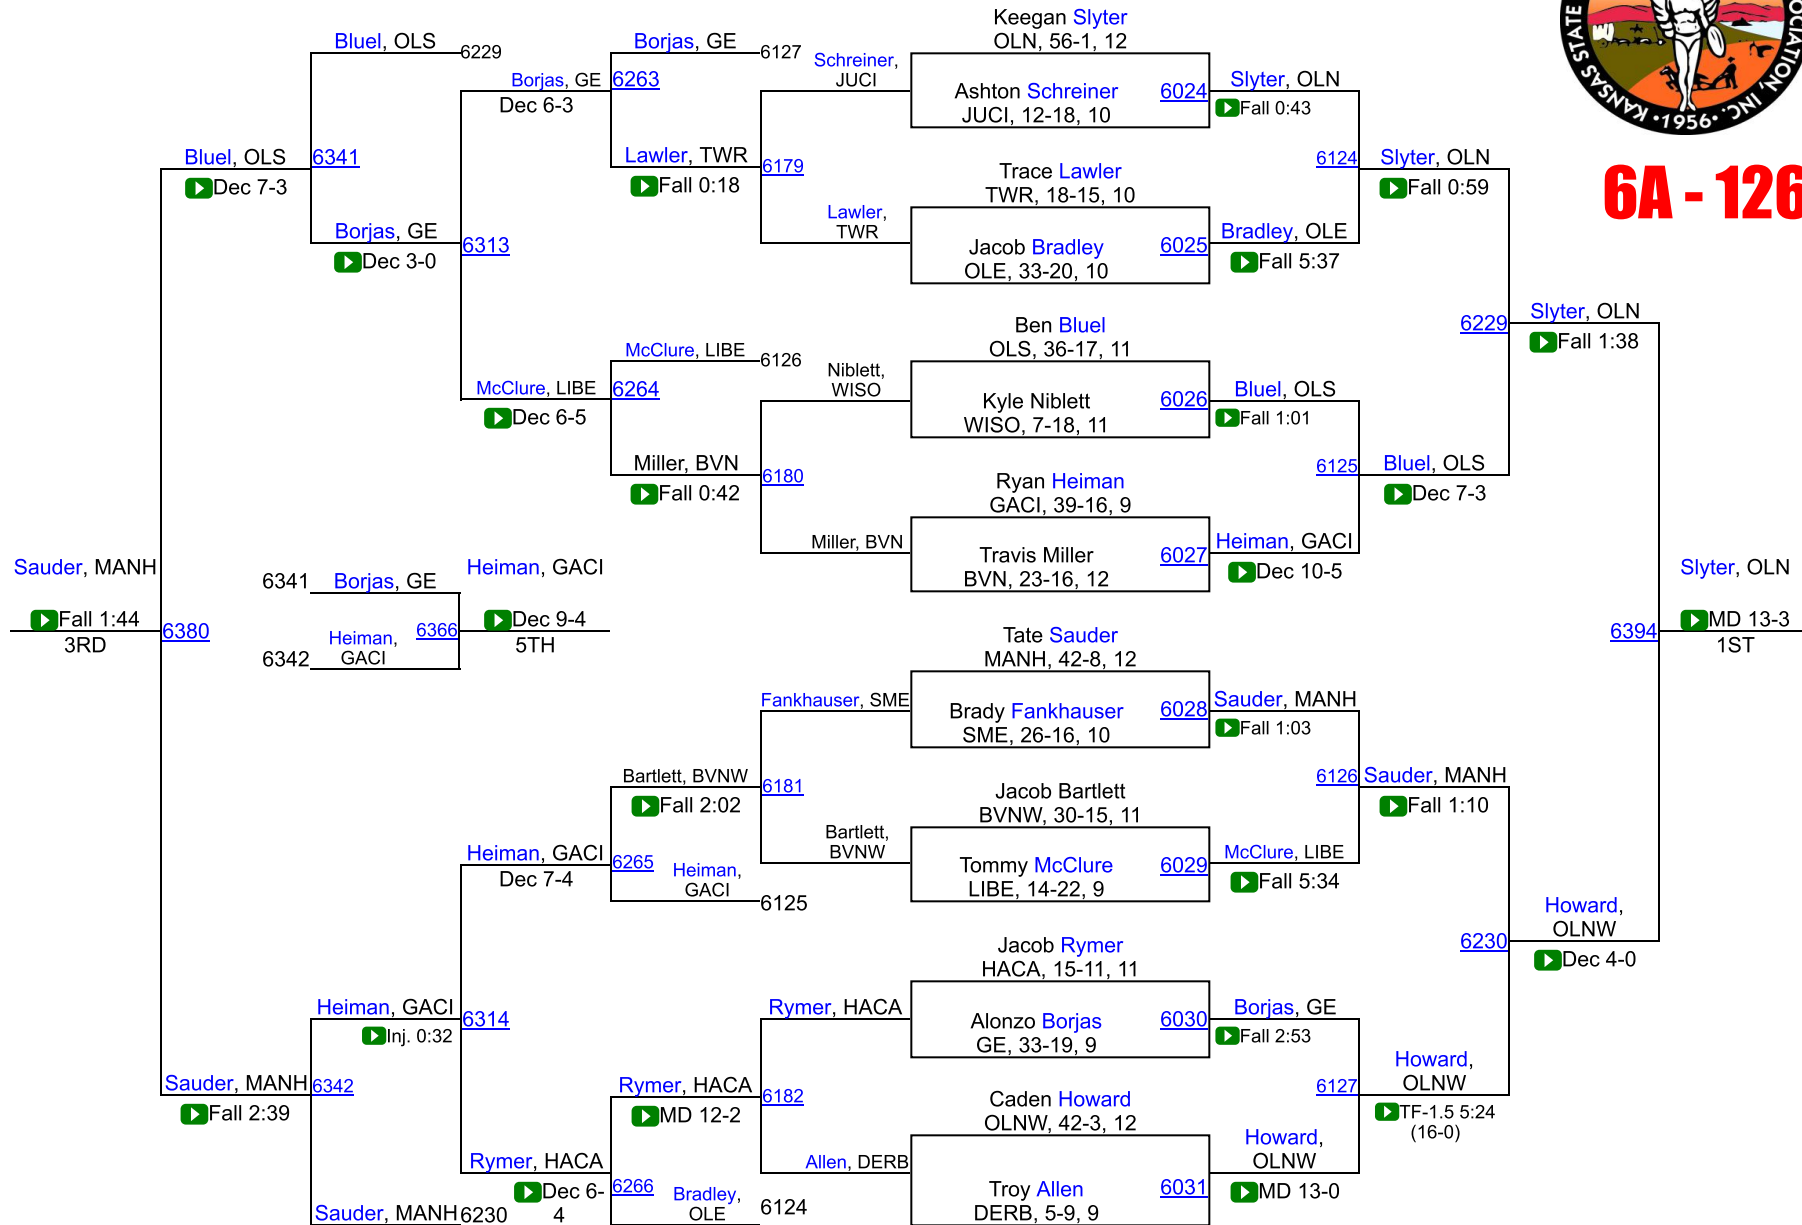 Keegan Slyter
OLN, 56-1, 12
Ashton Schreiner
JUCI, 12-18, 10
6024
Trace Lawler
TWR, 18-15, 10
Jacob Bradley
OLE, 33-20, 10
6025
Ben Bluel
OLS, 36-17, 11
Kyle Niblett
WISO, 7-18, 11
6026
Ryan Heiman
GACI, 39-16, 9
Travis Miller
BVN, 23-16, 12
6027
Tate Sauder
MANH, 42-8, 12
Brady Fankhauser
SME, 26-16, 10
6028
Jacob Bartlett
BVNW, 30-15, 11
Tommy McClure
LIBE, 14-22, 9
6029
Jacob Rymer
HACA, 15-11, 11
Alonzo Borjas
GE, 33-19, 9
6030
Caden Howard
OLNW, 42-3, 12
Troy Allen
DERB, 5-9, 9
6031
Slyter, OLN
Fall 0:43
Bradley, OLE
Fall 5:37
Bluel, OLS
Fall 1:01
Heiman, GACI
Dec 10-5
Sauder, MANH
Fall 1:03
McClure, LIBE
Fall 5:34
Borjas, GE
Fall 2:53
Howard,
OLNW
MD 13-0
6124
Slyter, OLN
Fall 0:59
6125
Bluel, OLS
Dec 7-3
6126
Sauder, MANH
Fall 1:10
6127
Howard,
OLNW
TF-1.5 5:24
(16-0)
6229
Slyter, OLN
Fall 1:38
6230
Howard,
OLNW
Dec 4-0
6394
Slyter, OLN
MD 13-3
1ST
Schreiner,
JUCI
Lawler,
TWR
Niblett,
WISO
Miller, BVN
Fankhauser, SME
Bartlett,
BVNW
Rymer, HACA
Allen, DERB
Borjas, GE
6127
6179
Lawler, TWR
Fall 0:18
McClure, LIBE
6126
6180
Miller, BVN
Fall 0:42
6181
Bartlett, BVNW
Fall 2:02
Heiman,
GACI
6125
6182
Rymer, HACA
MD 12-2
Bradley,
OLE
6124
6263
Borjas, GE
Dec 6-3
6264
McClure, LIBE
Dec 6-5
6265
Heiman, GACI
Dec 7-4
6266
Rymer, HACA
Dec 6-
4
Bluel, OLS
6229
6313
Borjas, GE
Dec 3-0
6314
Heiman, GACI
Inj. 0:32
Sauder, MANH
6230
6341
Bluel, OLS
Dec 7-3
6342
Sauder, MANH
Fall 2:39
6380
Sauder, MANH
Fall 1:44
3RD
6341
Borjas, GE
6342
Heiman,
GACI
6366
Heiman, GACI
Dec 9-4
5TH
KANSAS STATE
OCIATION, INC.
•1956•
6A - 126